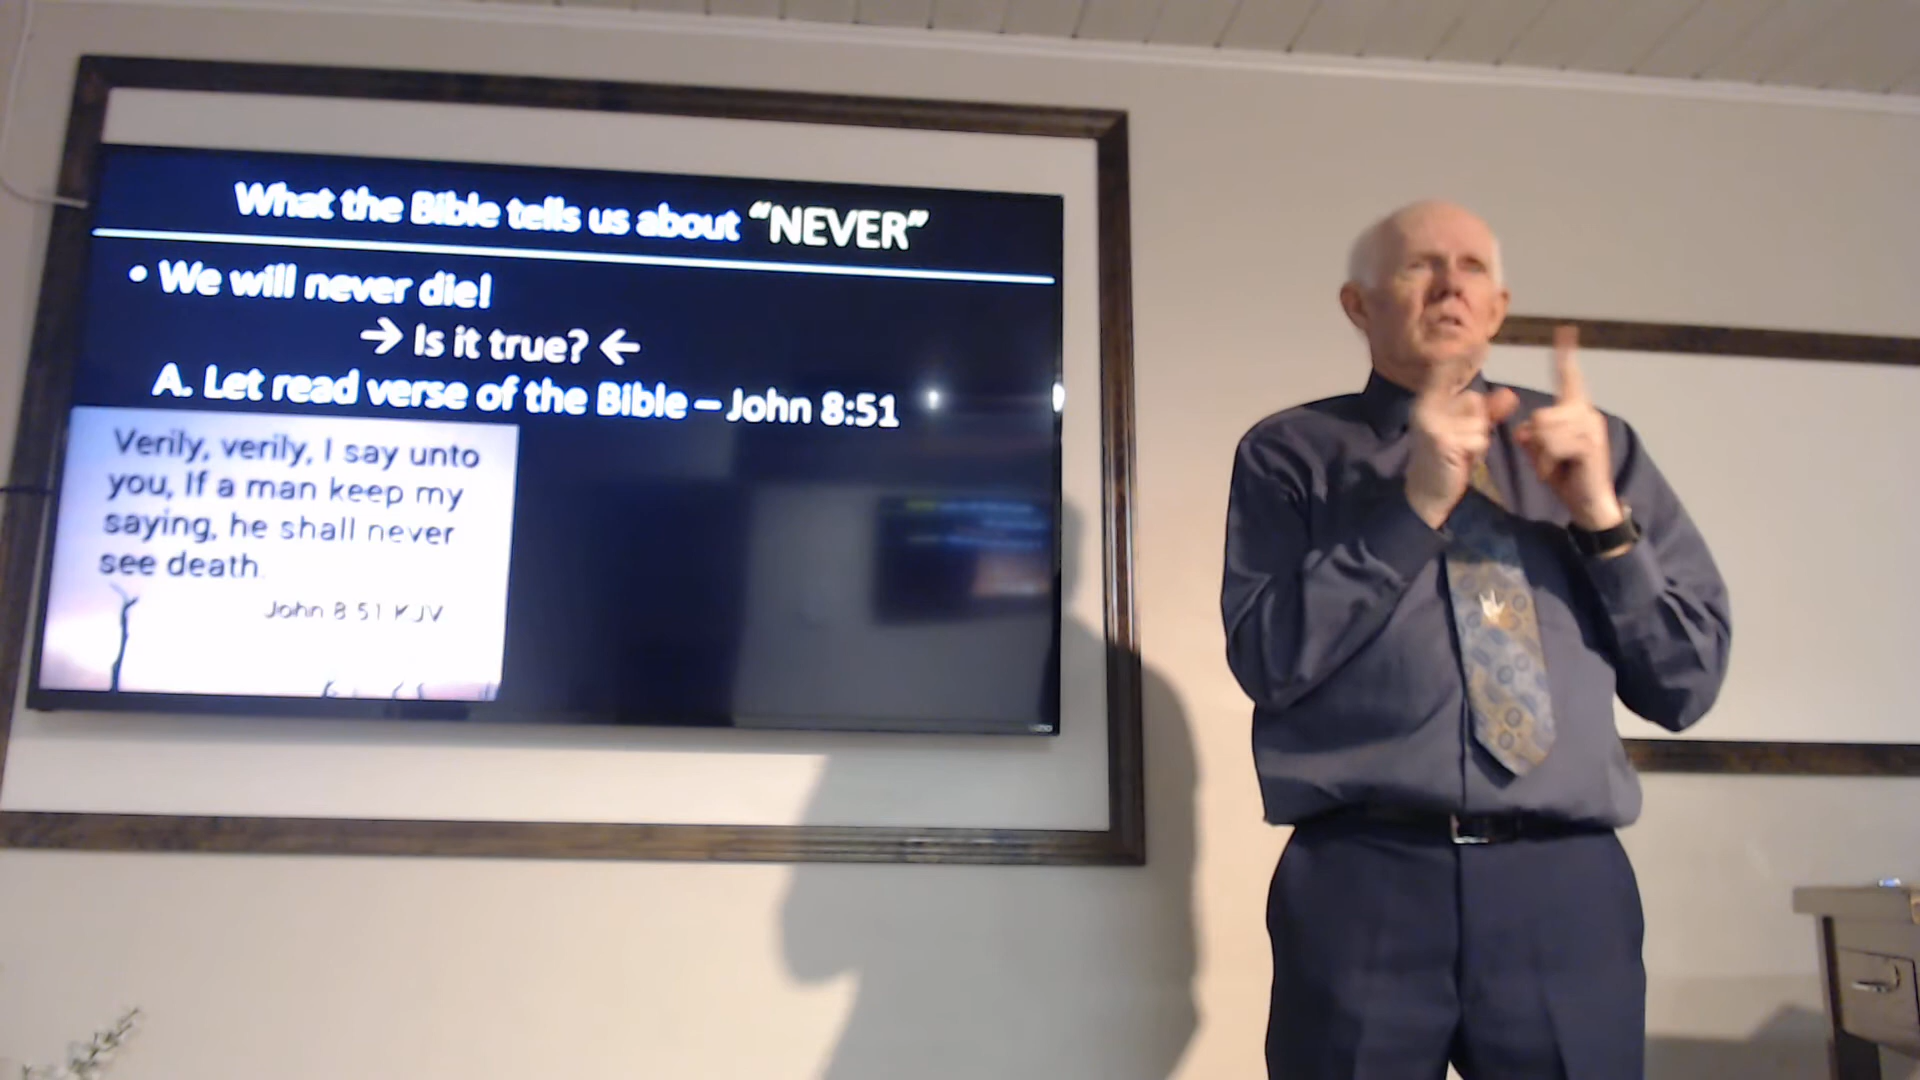 What the Bible tells us about “NEVER”
• We will never die!
→ Is it true? ←
A. Let read verse of the Bible – John 8:51
Verily, verily, I say unto
you, If a man keep my
saying, he shall never
see death.
John 8 51 KJV